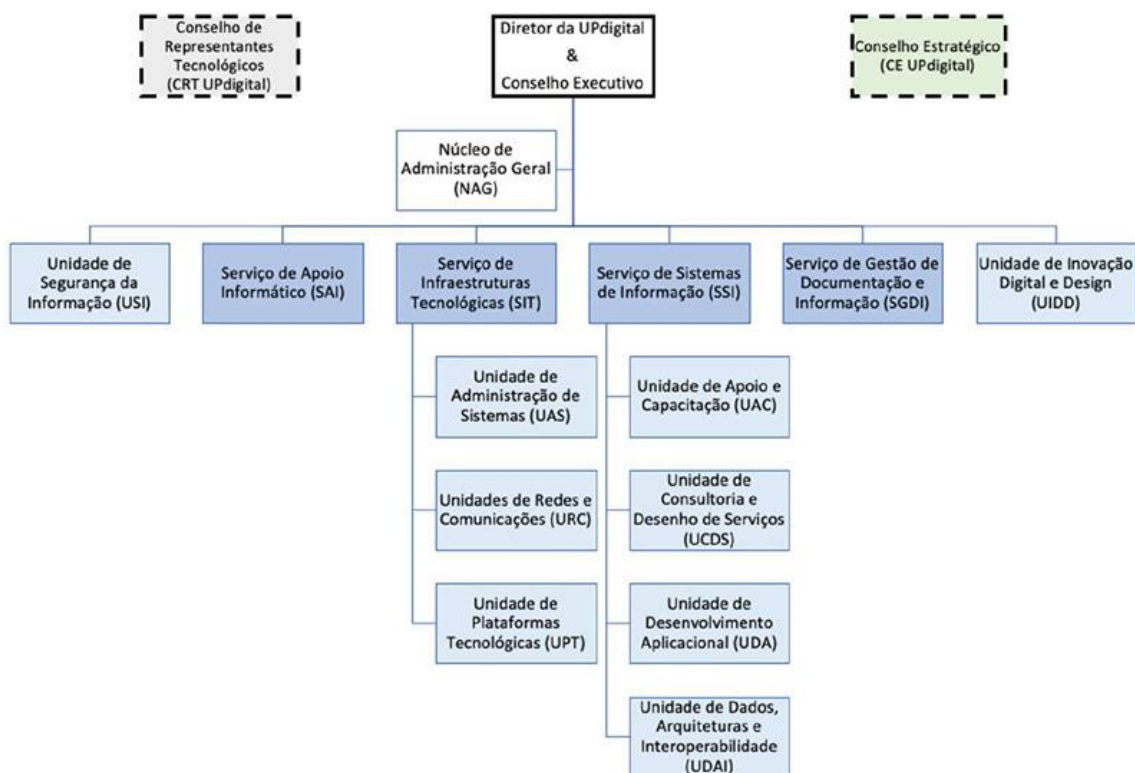 Conselho de
Representantes
Tecnológicos
(CRT UPdigital)
Diretor da UPdigital
&
Conselho Executivo
Conselho Estratégico
(CE UPdigital)
Núcleo de
Administração Geral
(NAG)
Unidade de
Segurança da
Informação (USI)
Serviço de Apoio
Informático (SAI)
Serviço de
Infraestruturas
Tecnológicas (SIT)
Serviço de Sistemas
de Informação (SSI)
Serviço de Gestão de
Documentação e
Informação (SGDI)
Unidade de Inovação
Digital e Design
(UIDD)
Unidade de
Administração de
Sistemas (UAS)
Unidade de Apoio e
Capacitação (UAC)
Unidades de Redes e
Comunicações (URC)
Unidade de
Consultoria e
Desenho de Serviços
(UCDS)
Unidade de
Plataformas
Tecnológicas (UPT)
Unidade de
Desenvolvimento
Aplicacional (UDA)
Unidade de Dados,
Arquiteturas e
Interoperabilidade
(UDAI)